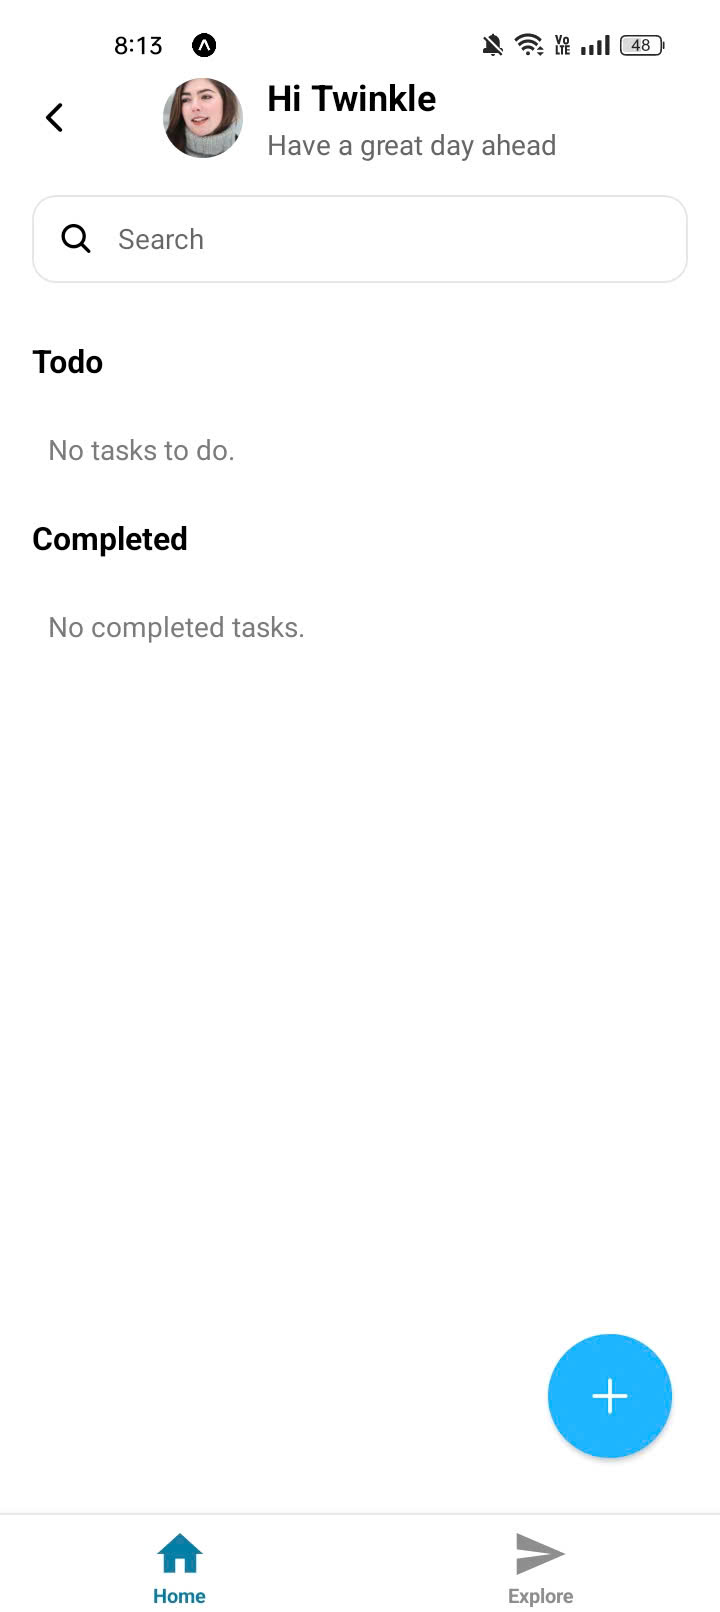 8:13
Vo
LTE
48
Hi Twinkle
Have a great day ahead
Search
Todo
No tasks to do.
Completed
No completed tasks.
Home
Explore